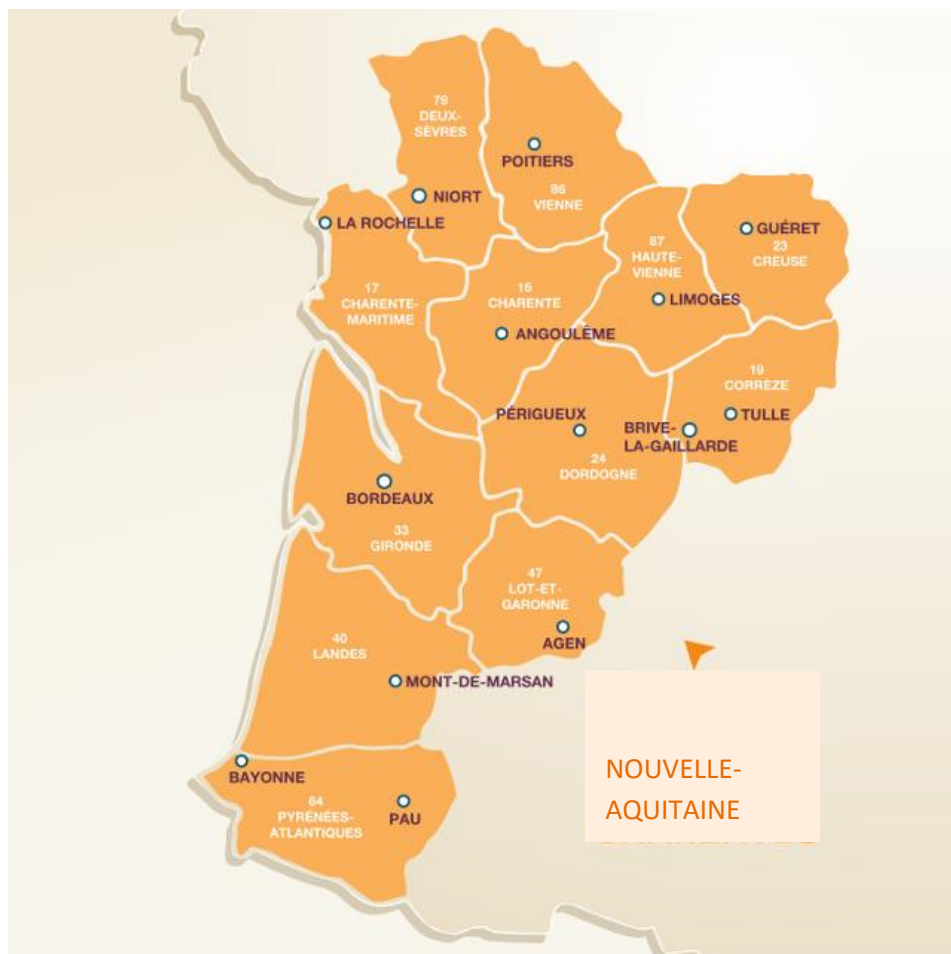 79
DEUX-
SÈVRES
POITIERS
86
VIENNE
NIORT
LA ROCHELLE
GUÉRET
23
CREUSE
87
HAUTE-
VIENNE
LIMOGES
17
CHARENTE-
MARITIME
16
CHARENTE
ANGOULÊME
19
CORRÈZE
TULLE
PÉRIGUEUX
BRIVE-
LA-GAILLARDE
24
DORDOGNE
BORDEAUX
33
GIRONDE
47
LOT-ET-
GARONNE
AGEN
40
LANDES
MONT-DE-MARSAN
BAYONNE
64
PYRÉNÉES-
ATLANTIQUES
PAU
NOUVELLE-
AQUITAINE